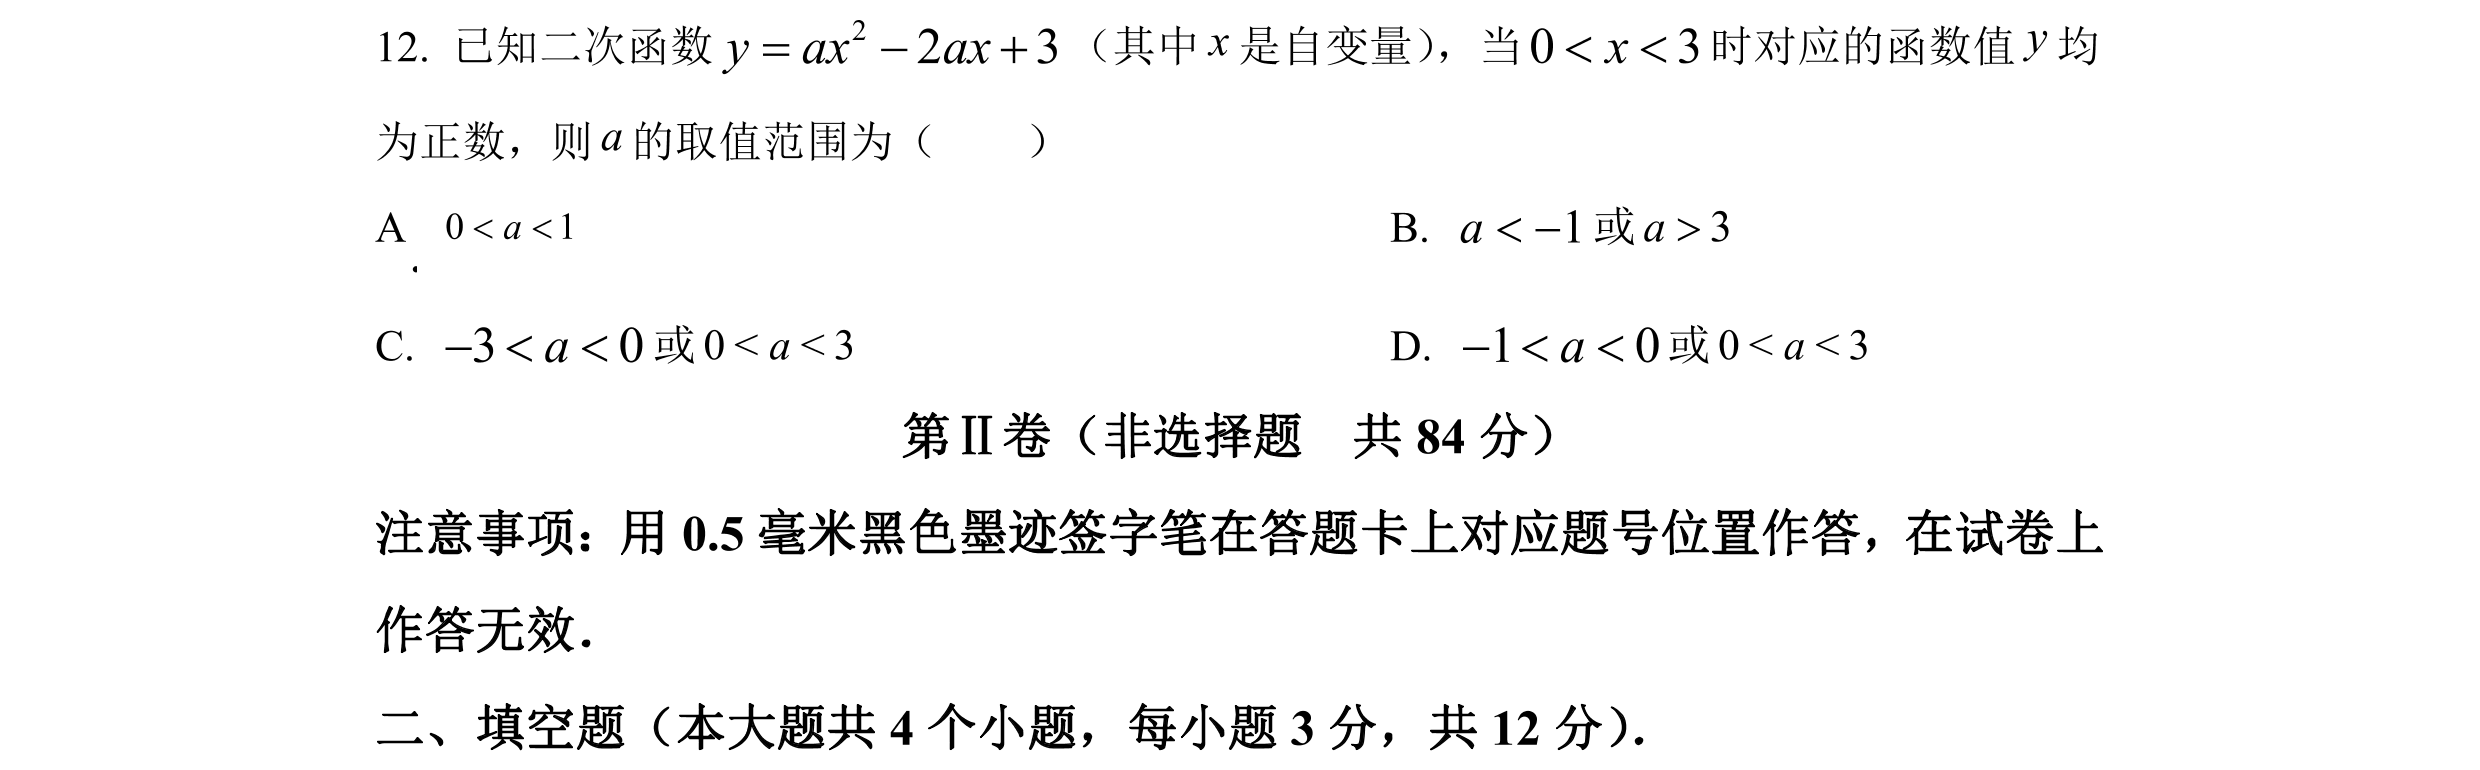 12. 已知二次函数 y = ax² − 2ax + 3（其中 x 是自变量），当 0 < x < 3 时对应的函数值 y 均
为正数，则 a 的取值范围为（　　）
A. 0 < a < 1　　B. a < −1 或 a > 3
C. −3 < a < 0 或 0 < a < 3　　D. −1 < a < 0 或 0 < a < 3
第Ⅱ卷（非选择题　共 84 分）
注意事项：用 0.5 毫米黑色墨迹签字笔在答题卡上对应题号位置作答，在试卷上
作答无效．
二、填空题（本大题共 4 个小题，每小题 3 分，共 12 分）．